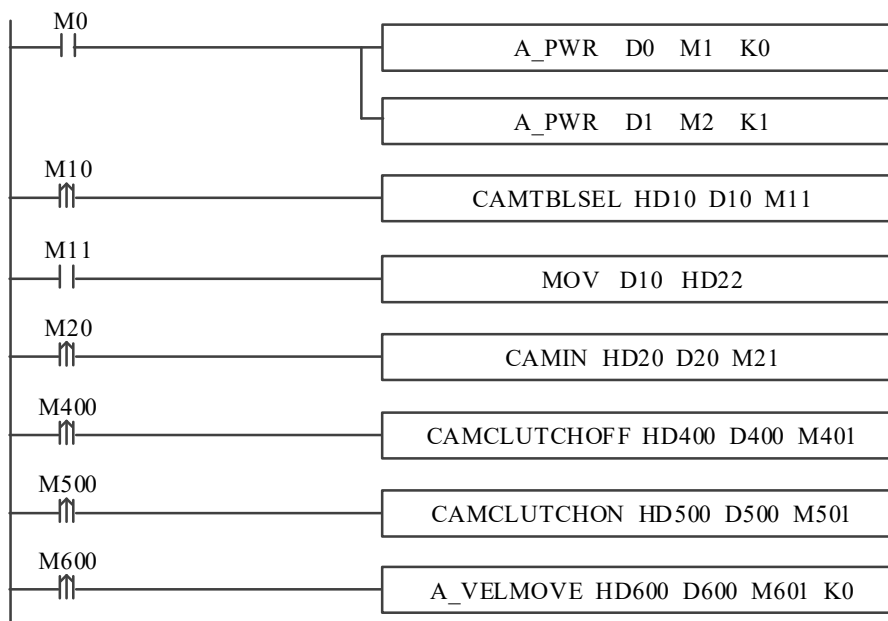 M0
A_PWR D0 M1 K0
A_PWR D1 M2 K1
M10
CAMTBLSEL HD10 D10 M11
M11
MOV D10 HD22
M20
CAMIN HD20 D20 M21
M400
CAMCLUTCHOFF HD400 D400 M401
M500
CAMCLUTCHON HD500 D500 M501
M600
A_VELMOVE HD600 D600 M601 K0